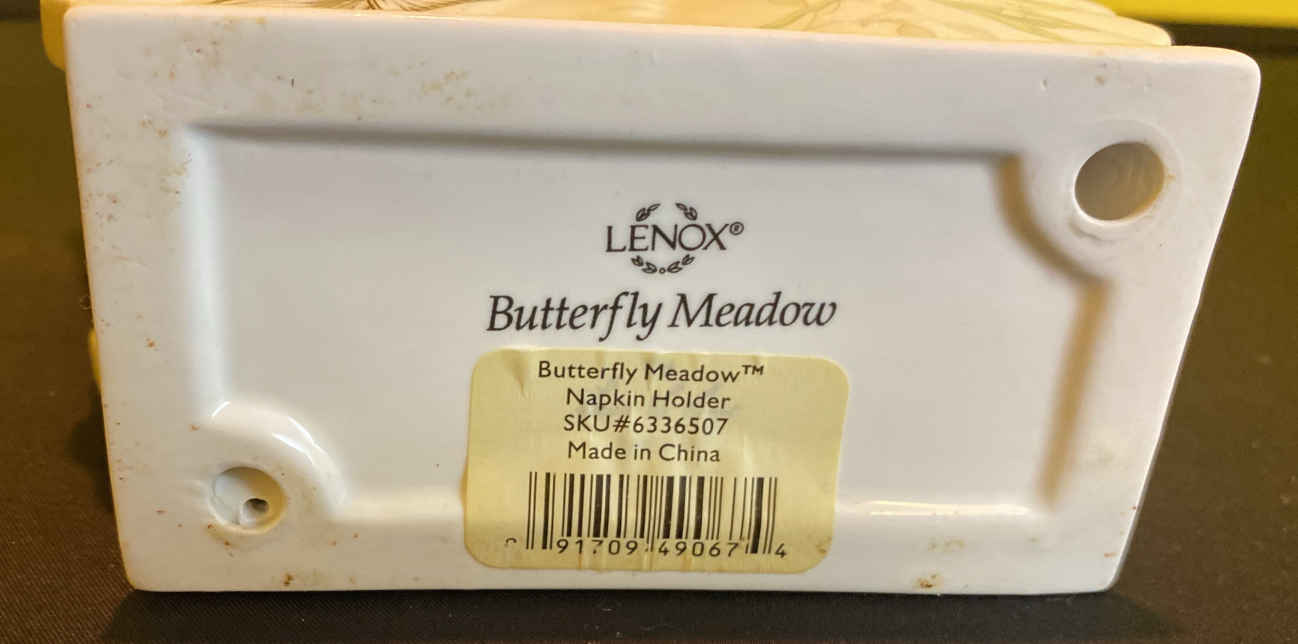 LENOX®
Butterfly Meadow
Butterfly Meadow™
Napkin Holder
SKU#6336507
Made in China
91709 49067 4